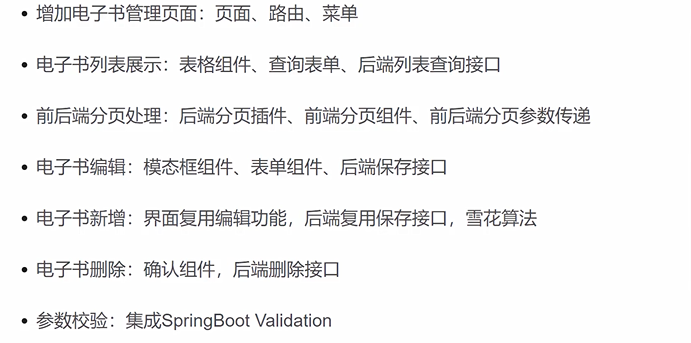 增加电子书管理页面：页面、路由、菜单
电子书列表展示：表格组件、查询表单、后端列表查询接口
前后端分页处理：后端分页插件、前端分页组件、前后端分页参数传递
电子书编辑：模态框组件、表单组件、后端保存接口
电子书新增：界面复用编辑功能，后端复用保存接口，雪花算法
电子书删除：确认组件，后端删除接口
参数校验：集成SpringBoot Validation